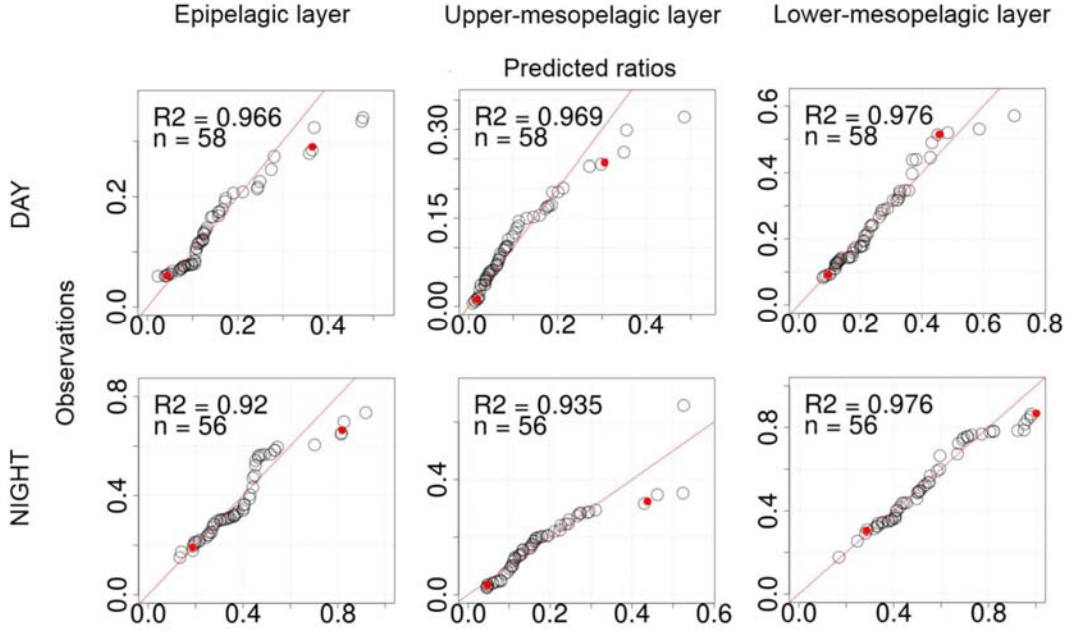 Epipelagic layer
Upper-mesopelagic layer
Lower-mesopelagic layer
Predicted ratios
Observations
DAY
R2 = 0.966
n = 58
0.0
0.2
0.0
0.2
0.4
R2 = 0.969
n = 58
0.00
0.15
0.30
0.0
0.2
0.4
R2 = 0.976
n = 58
0.0
0.2
0.4
0.6
0.0
0.2
0.4
0.6
0.8
NIGHT
R2 = 0.92
n = 56
0.0
0.4
0.8
0.0
0.2
0.4
0.6
0.8
R2 = 0.935
n = 56
0.0
0.4
0.0
0.2
0.4
0.6
R2 = 0.976
n = 56
0.0
0.4
0.8
0.0
0.4
0.8